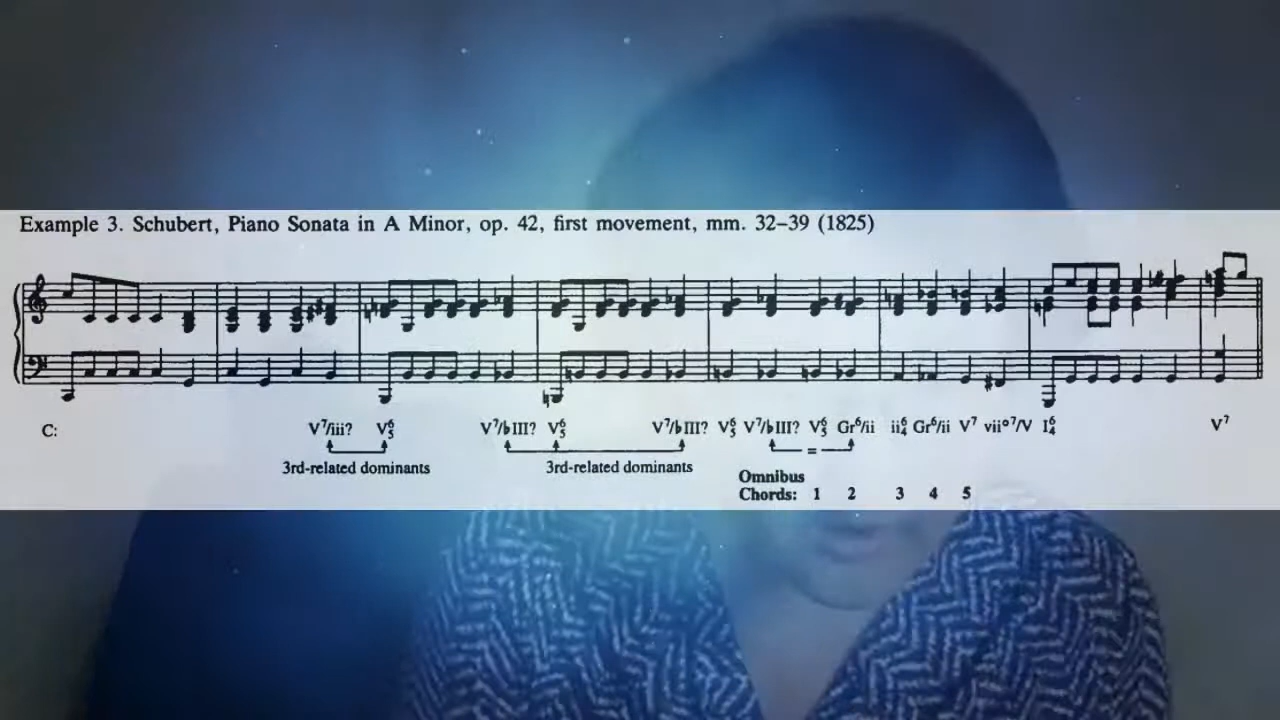 Example 3. Schubert, Piano Sonata in A Minor, op. 42, first movement, mm. 32–39 (1825)
C: V⁷/iii? V⁶₅ V⁷/♭III? V⁶₅ V⁷/♭III? V⁶₅ V⁷/♭III? V⁶₅ Gr⁶/ii ii⁶₄ Gr⁶/ii V⁷ vii°⁷/V I⁶₄ V⁷
3rd-related dominants 3rd-related dominants =
Omnibus
Chords: 1 2 3 4 5